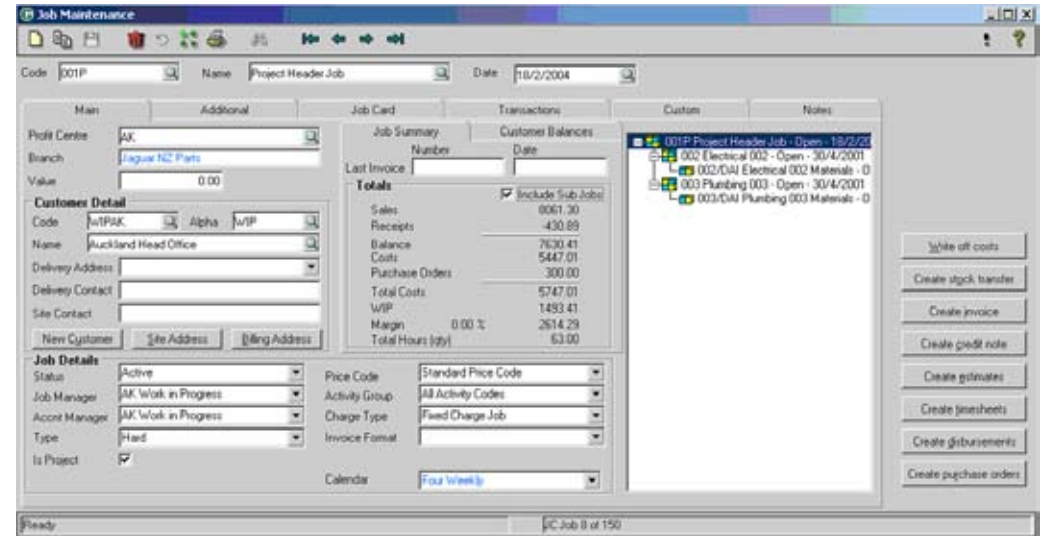 Job Maintenance
Code 001P Name Project Header Job Date 18/2/2004
Main Additional Job Card Transactions Custom Notes
Profit Centre AK
Branch Jaguar NZ Parts
Value 0.00
Customer Detail
Code WIPAK Alpha WIP
Name Auckland Head Office
Delivery Address
Delivery Contact
Site Contact
New Customer Site Address Billing Address
Job Summary Customer Balances
Number Date
Last Invoice
Totals Include Sub Jobs
Sales 8061.30
Receipts -430.89
Balance 7630.41
Costs 5447.01
Purchase Orders 300.00
Total Costs 5747.01
WIP 1493.41
Margin 0.00 % 2614.29
Total Hours (qty) 63.00
001P Project Header Job - Open - 18/2/20
002 Electrical 002 - Open - 30/4/2001
002/DAI Electrical 002 Materials - O
003 Plumbing 003 - Open - 30/4/2001
003/DAI Plumbing 003 Materials - O
Write off costs
Create stock transfer
Create invoice
Create credit note
Create estimates
Create timesheets
Create disbursements
Create purchase orders
Job Details
Status Active
Job Manager AK Work in Progress
Accnt Manager AK Work in Progress
Type Hard
Is Project
Price Code Standard Price Code
Activity Group All Activity Codes
Charge Type Fixed Charge Job
Invoice Format
Calendar Four Weekly
Ready JC Job 8 of 150